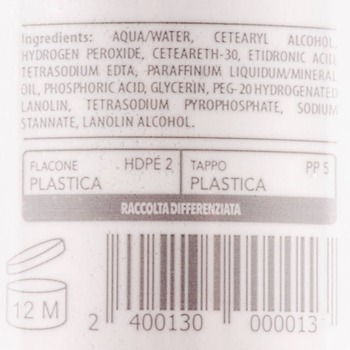 Ingredients: AQUA/WATER, CETEARYL ALCOHOL,
HYDROGEN PEROXIDE, CETEARETH-30, ETIDRONIC ACID,
TETRASODIUM EDTA, PARAFFINUM LIQUIDUM/MINERAL
OIL, PHOSPHORIC ACID, GLYCERIN, PEG-20 HYDROGENATED
LANOLIN, TETRASODIUM PYROPHOSPHATE, SODIUM
STANNATE, LANOLIN ALCOHOL.
FLACONE HDPE 2 TAPPO PP 5
PLASTICA PLASTICA
RACCOLTA DIFFERENZIATA
12 M
2 400130 000013